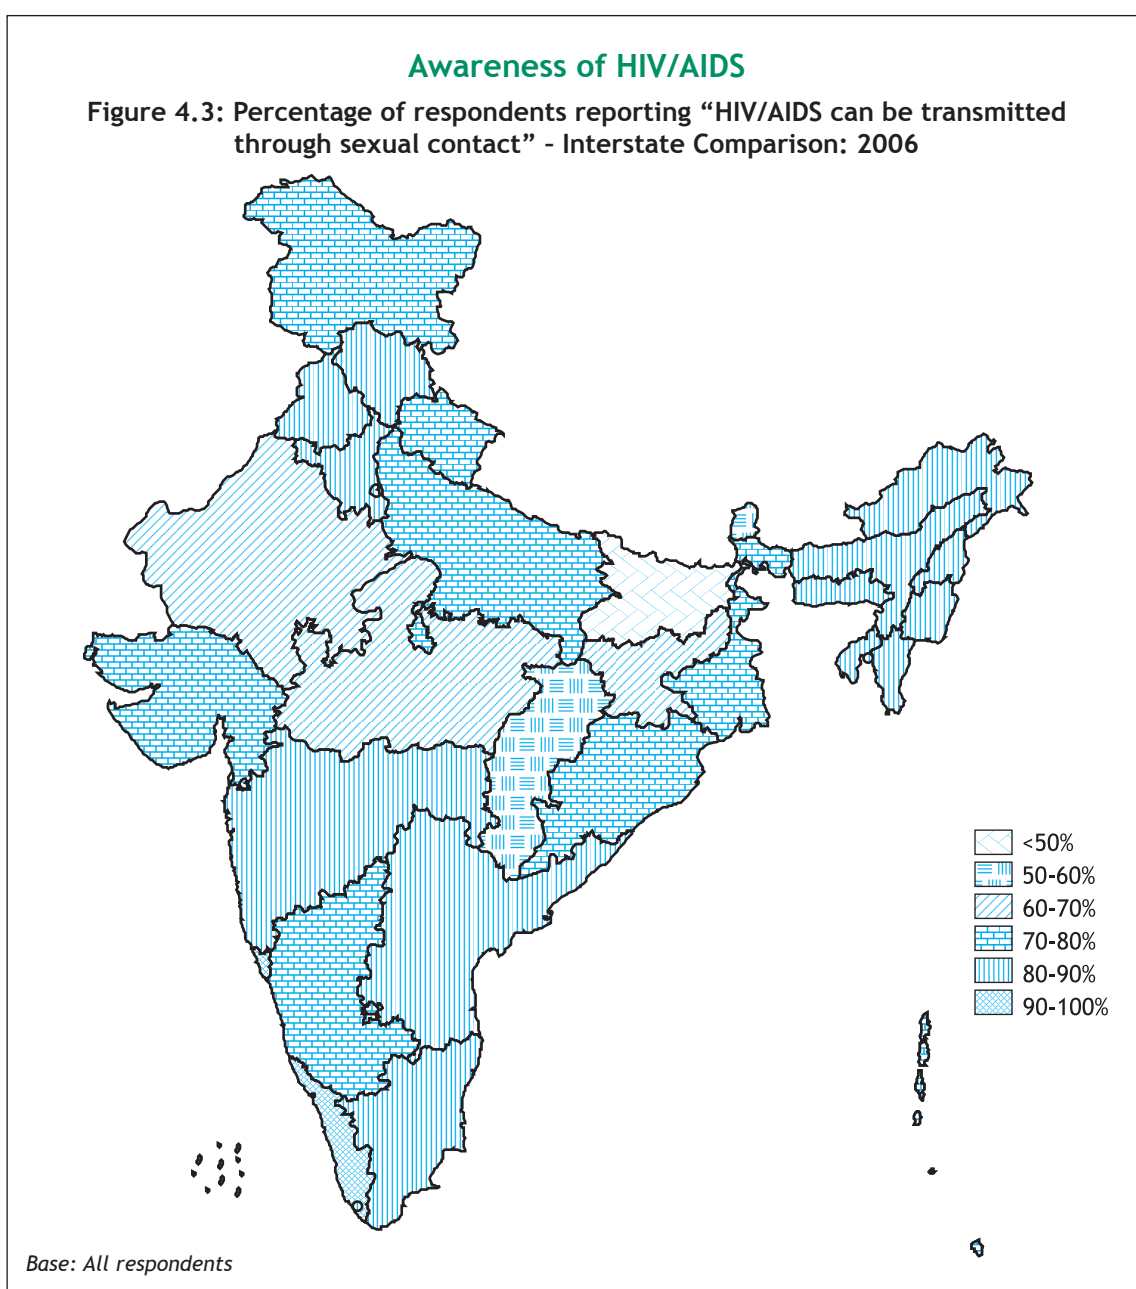 Awareness of HIV/AIDS
Figure 4.3: Percentage of respondents reporting “HIV/AIDS can be transmitted
through sexual contact” – Interstate Comparison: 2006
<50%
50-60%
60-70%
70-80%
80-90%
90-100%
Base: All respondents